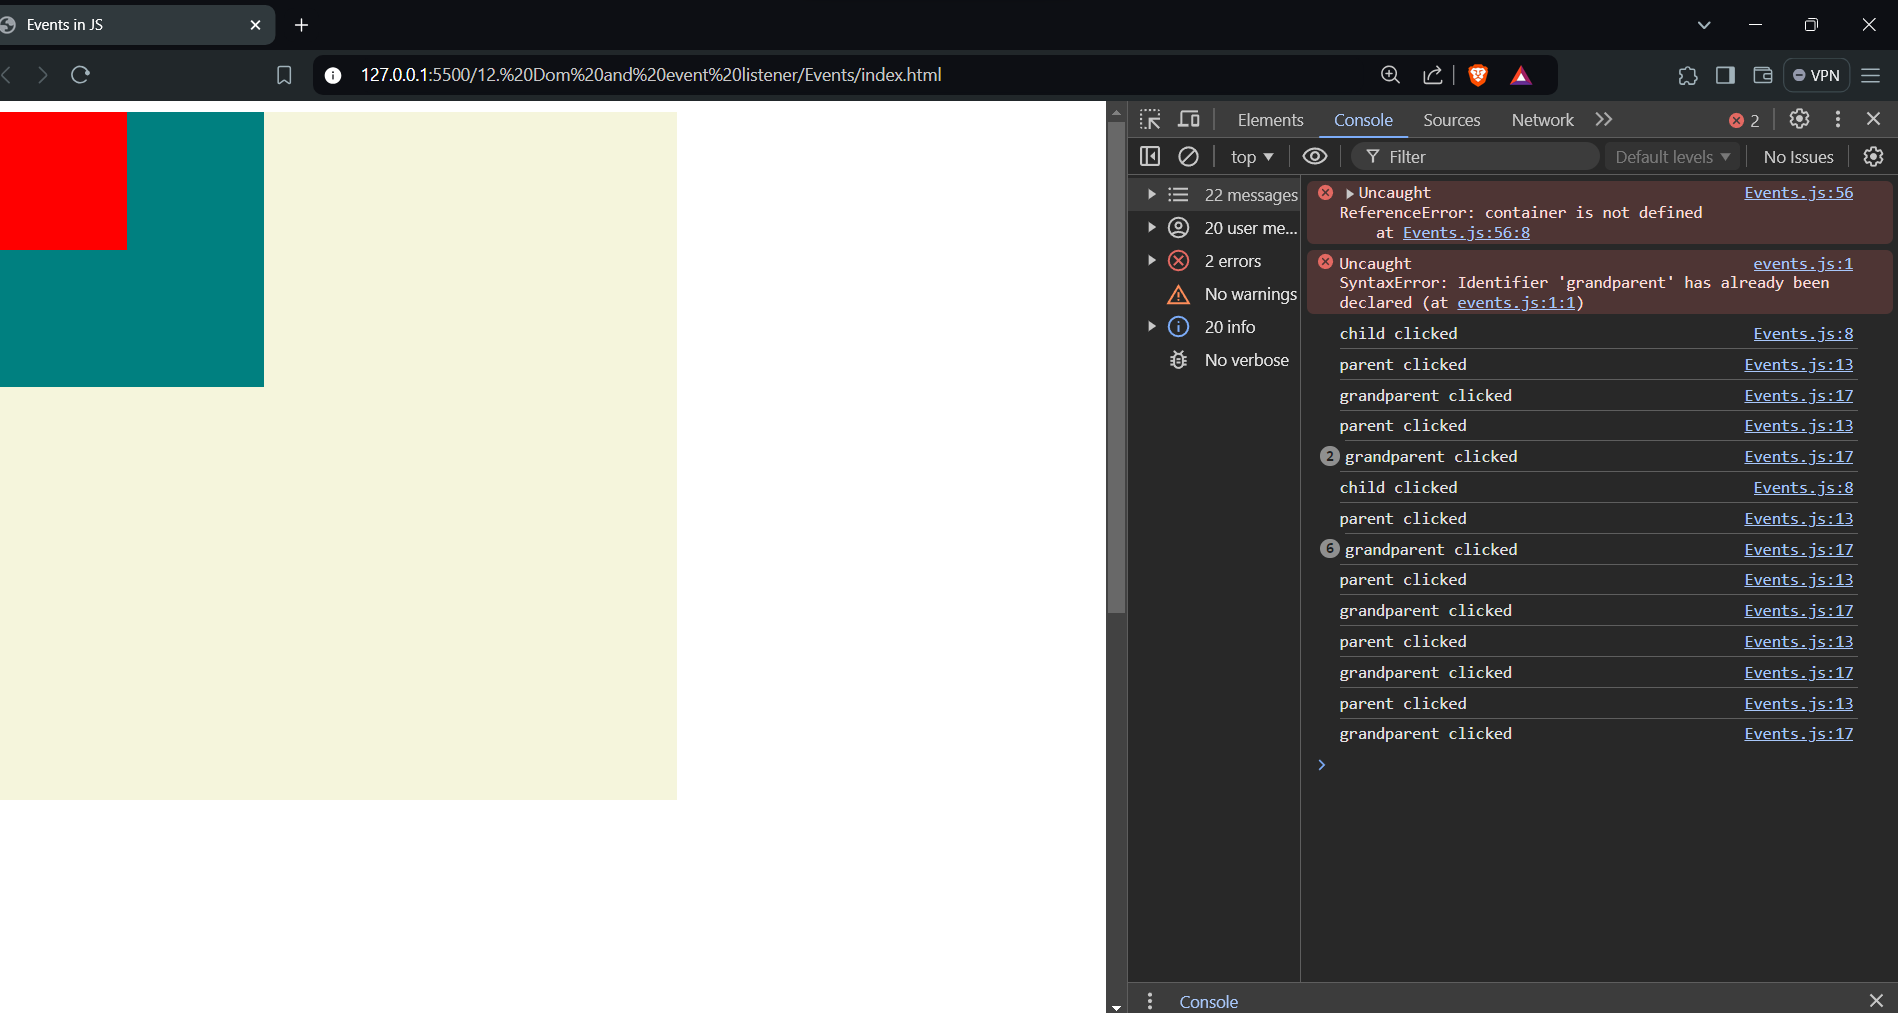 Events in JS
127.0.0.1:5500/12.%20Dom%20and%20event%20listener/Events/index.html
VPN
Elements Console Sources Network 2
top Filter Default levels No Issues
22 messages
20 user me...
2 errors
No warnings
20 info
No verbose
Uncaught Events.js:56
ReferenceError: container is not defined
at Events.js:56:8
Uncaught events.js:1
SyntaxError: Identifier 'grandparent' has already been
declared (at events.js:1:1)
child clicked Events.js:8
parent clicked Events.js:13
grandparent clicked Events.js:17
parent clicked Events.js:13
2 grandparent clicked Events.js:17
child clicked Events.js:8
parent clicked Events.js:13
6 grandparent clicked Events.js:17
parent clicked Events.js:13
grandparent clicked Events.js:17
parent clicked Events.js:13
grandparent clicked Events.js:17
parent clicked Events.js:13
grandparent clicked Events.js:17
Console